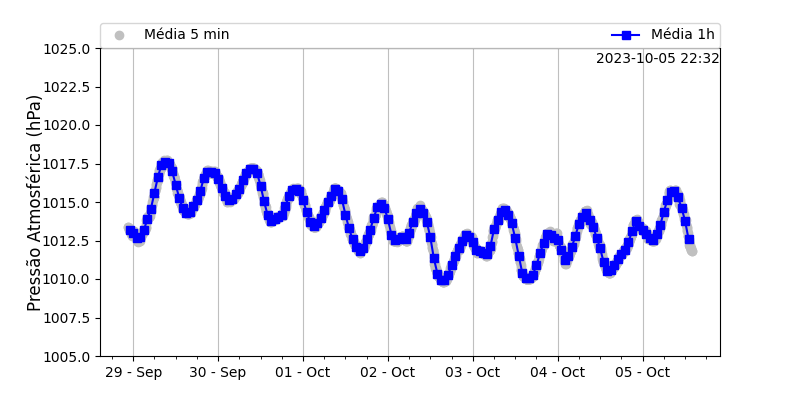 Média 5 min
Média 1h
2023-10-05 22:32
Pressão Atmosférica (hPa)
1025.0
1022.5
1020.0
1017.5
1015.0
1012.5
1010.0
1007.5
1005.0
29 - Sep
30 - Sep
01 - Oct
02 - Oct
03 - Oct
04 - Oct
05 - Oct